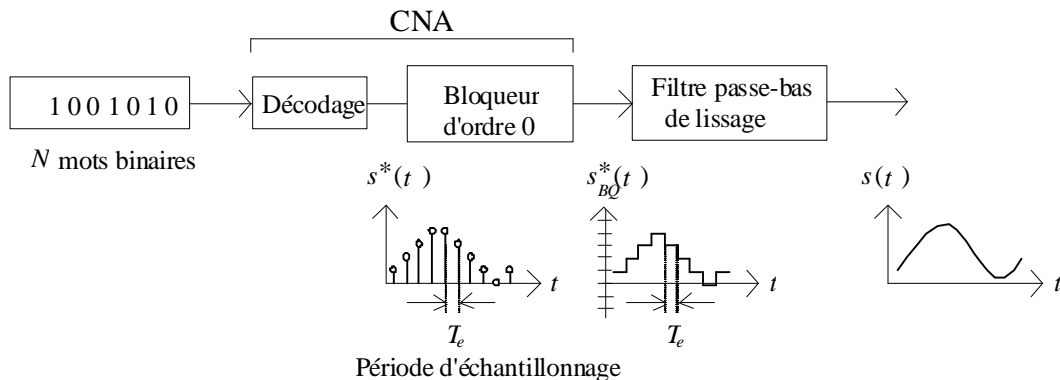 CNA
1 0 0 1 0 1 0
Décodage
Bloqueur
d'ordre 0
Filtre passe-bas
de lissage
N mots binaires
s*(t)
s*BQ(t)
s(t)
t
t
t
Te
Te
Période d'échantillonnage